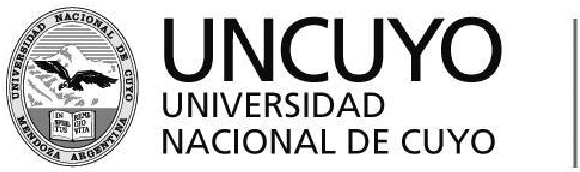 UNIVERSIDAD NACIONAL DE CUYO
MENDOZA ARGENTINA
UNCUYO
UNIVERSIDAD
NACIONAL DE CUYO